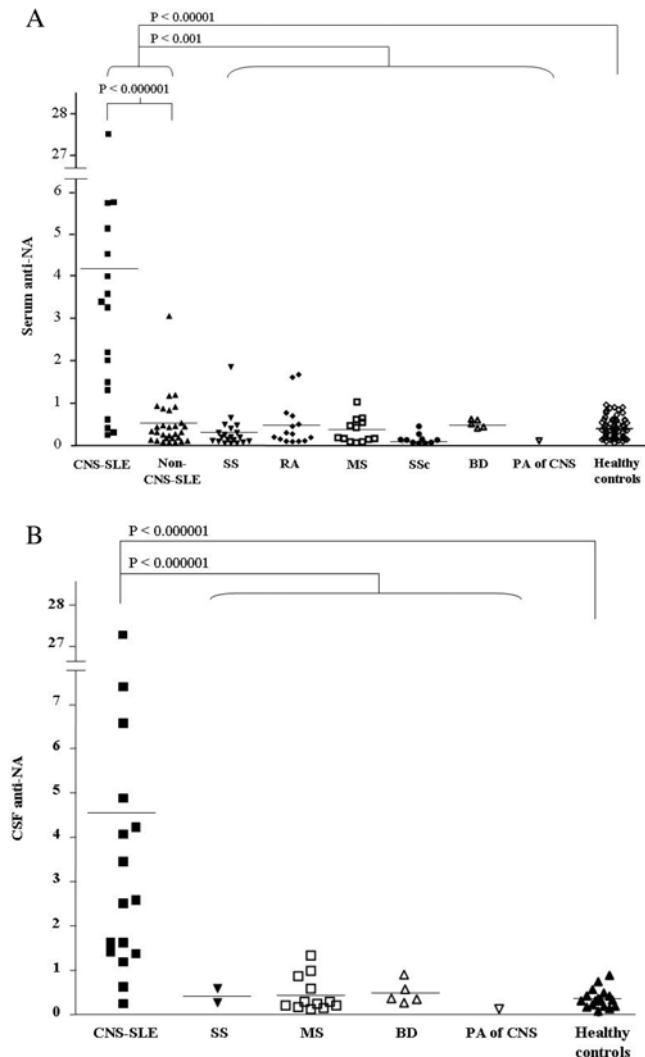 A
P < 0.00001
P < 0.001
P < 0.000001
28
27
6
5
4
3
2
1
0
Serum anti-NA
CNS-SLE Non-CNS-SLE SS RA MS SSc BD PA of CNS Healthy controls
B
P < 0.000001
P < 0.000001
28
27
7
6
5
4
3
2
1
0
CSF anti-NA
CNS-SLE SS MS BD PA of CNS Healthy controls